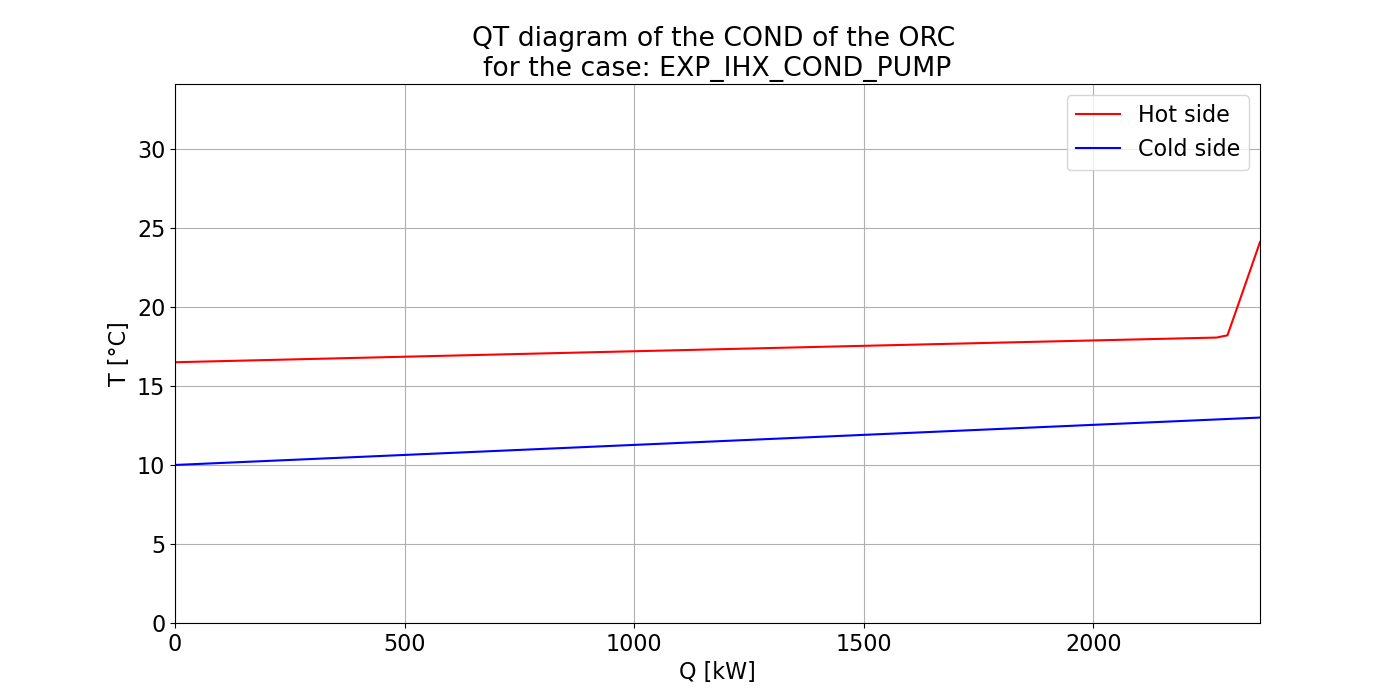 QT diagram of the COND of the ORC
for the case: EXP_IHX_COND_PUMP
Hot side
Cold side
30
25
20
15
10
5
0
T [°C]
0 500 1000 1500 2000
Q [kW]